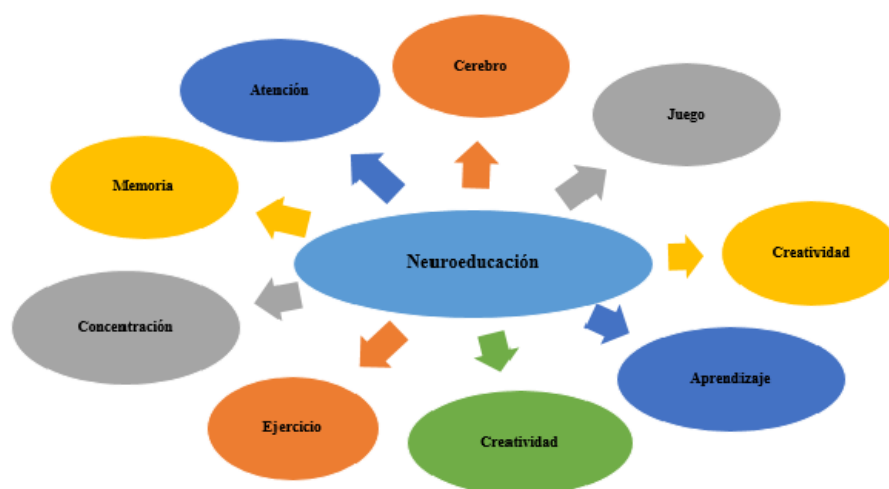 Cerebro
Atención
Juego
Memoria
Creatividad
Neuroeducación
Concentración
Aprendizaje
Ejercicio
Creatividad